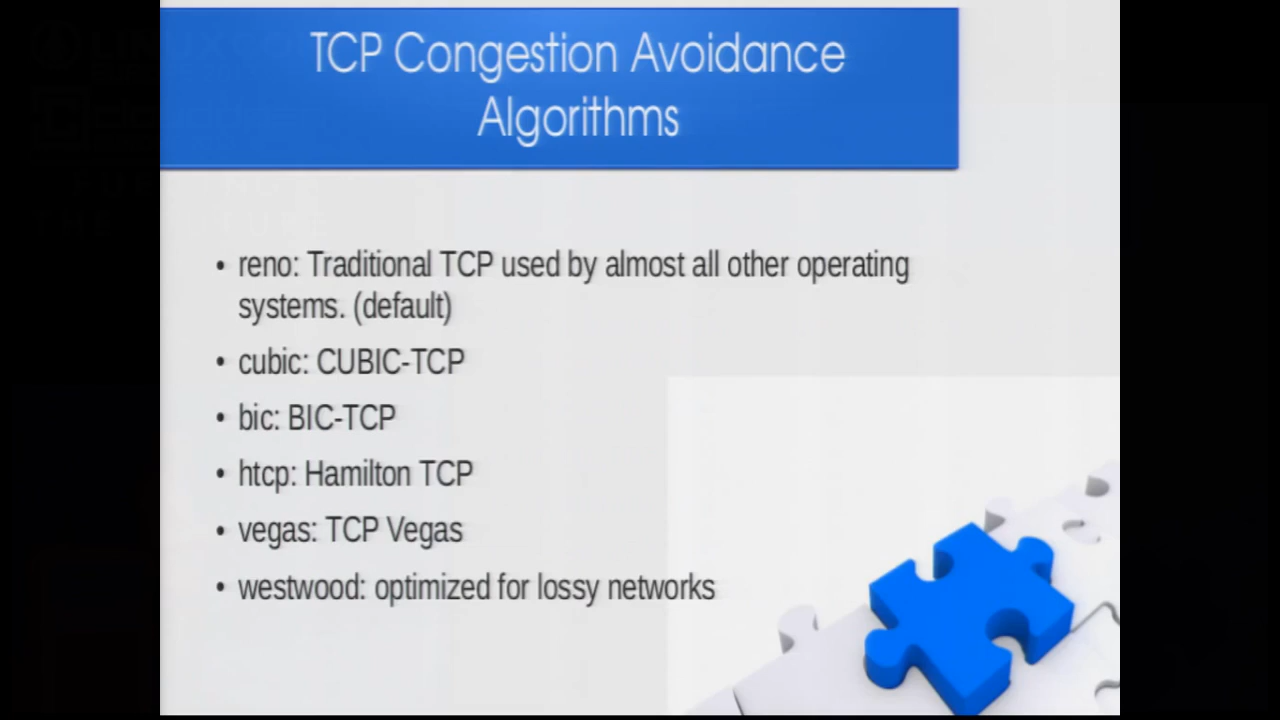 TCP Congestion Avoidance
Algorithms
• reno: Traditional TCP used by almost all other operating
systems. (default)
• cubic: CUBIC-TCP
• bic: BIC-TCP
• htcp: Hamilton TCP
• vegas: TCP Vegas
• westwood: optimized for lossy networks